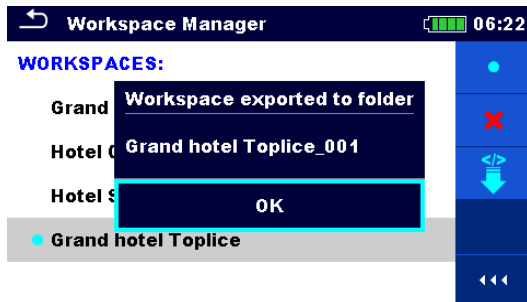 Workspace Manager
06:22
WORKSPACES:
Grand
Hotel
Hotel
Grand hotel Toplice
Workspace exported to folder
Grand hotel Toplice_001
OK